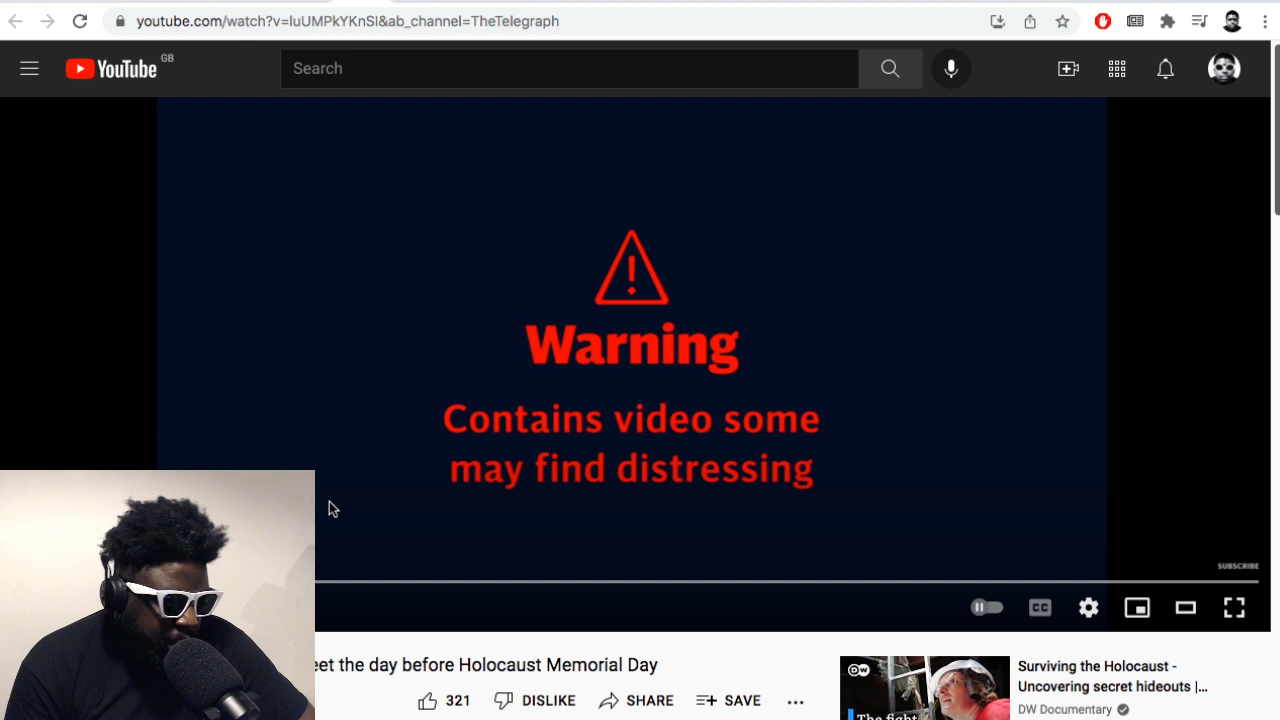 youtube.com/watch?v=IuUMPkYKnSI&ab_channel=TheTelegraph
YouTube GB
Search
Warning
Contains video some
may find distressing
SUBSCRIBE
CC
eet the day before Holocaust Memorial Day
321 DISLIKE SHARE SAVE
DW
The fight
Surviving the Holocaust -
Uncovering secret hideouts |...
DW Documentary